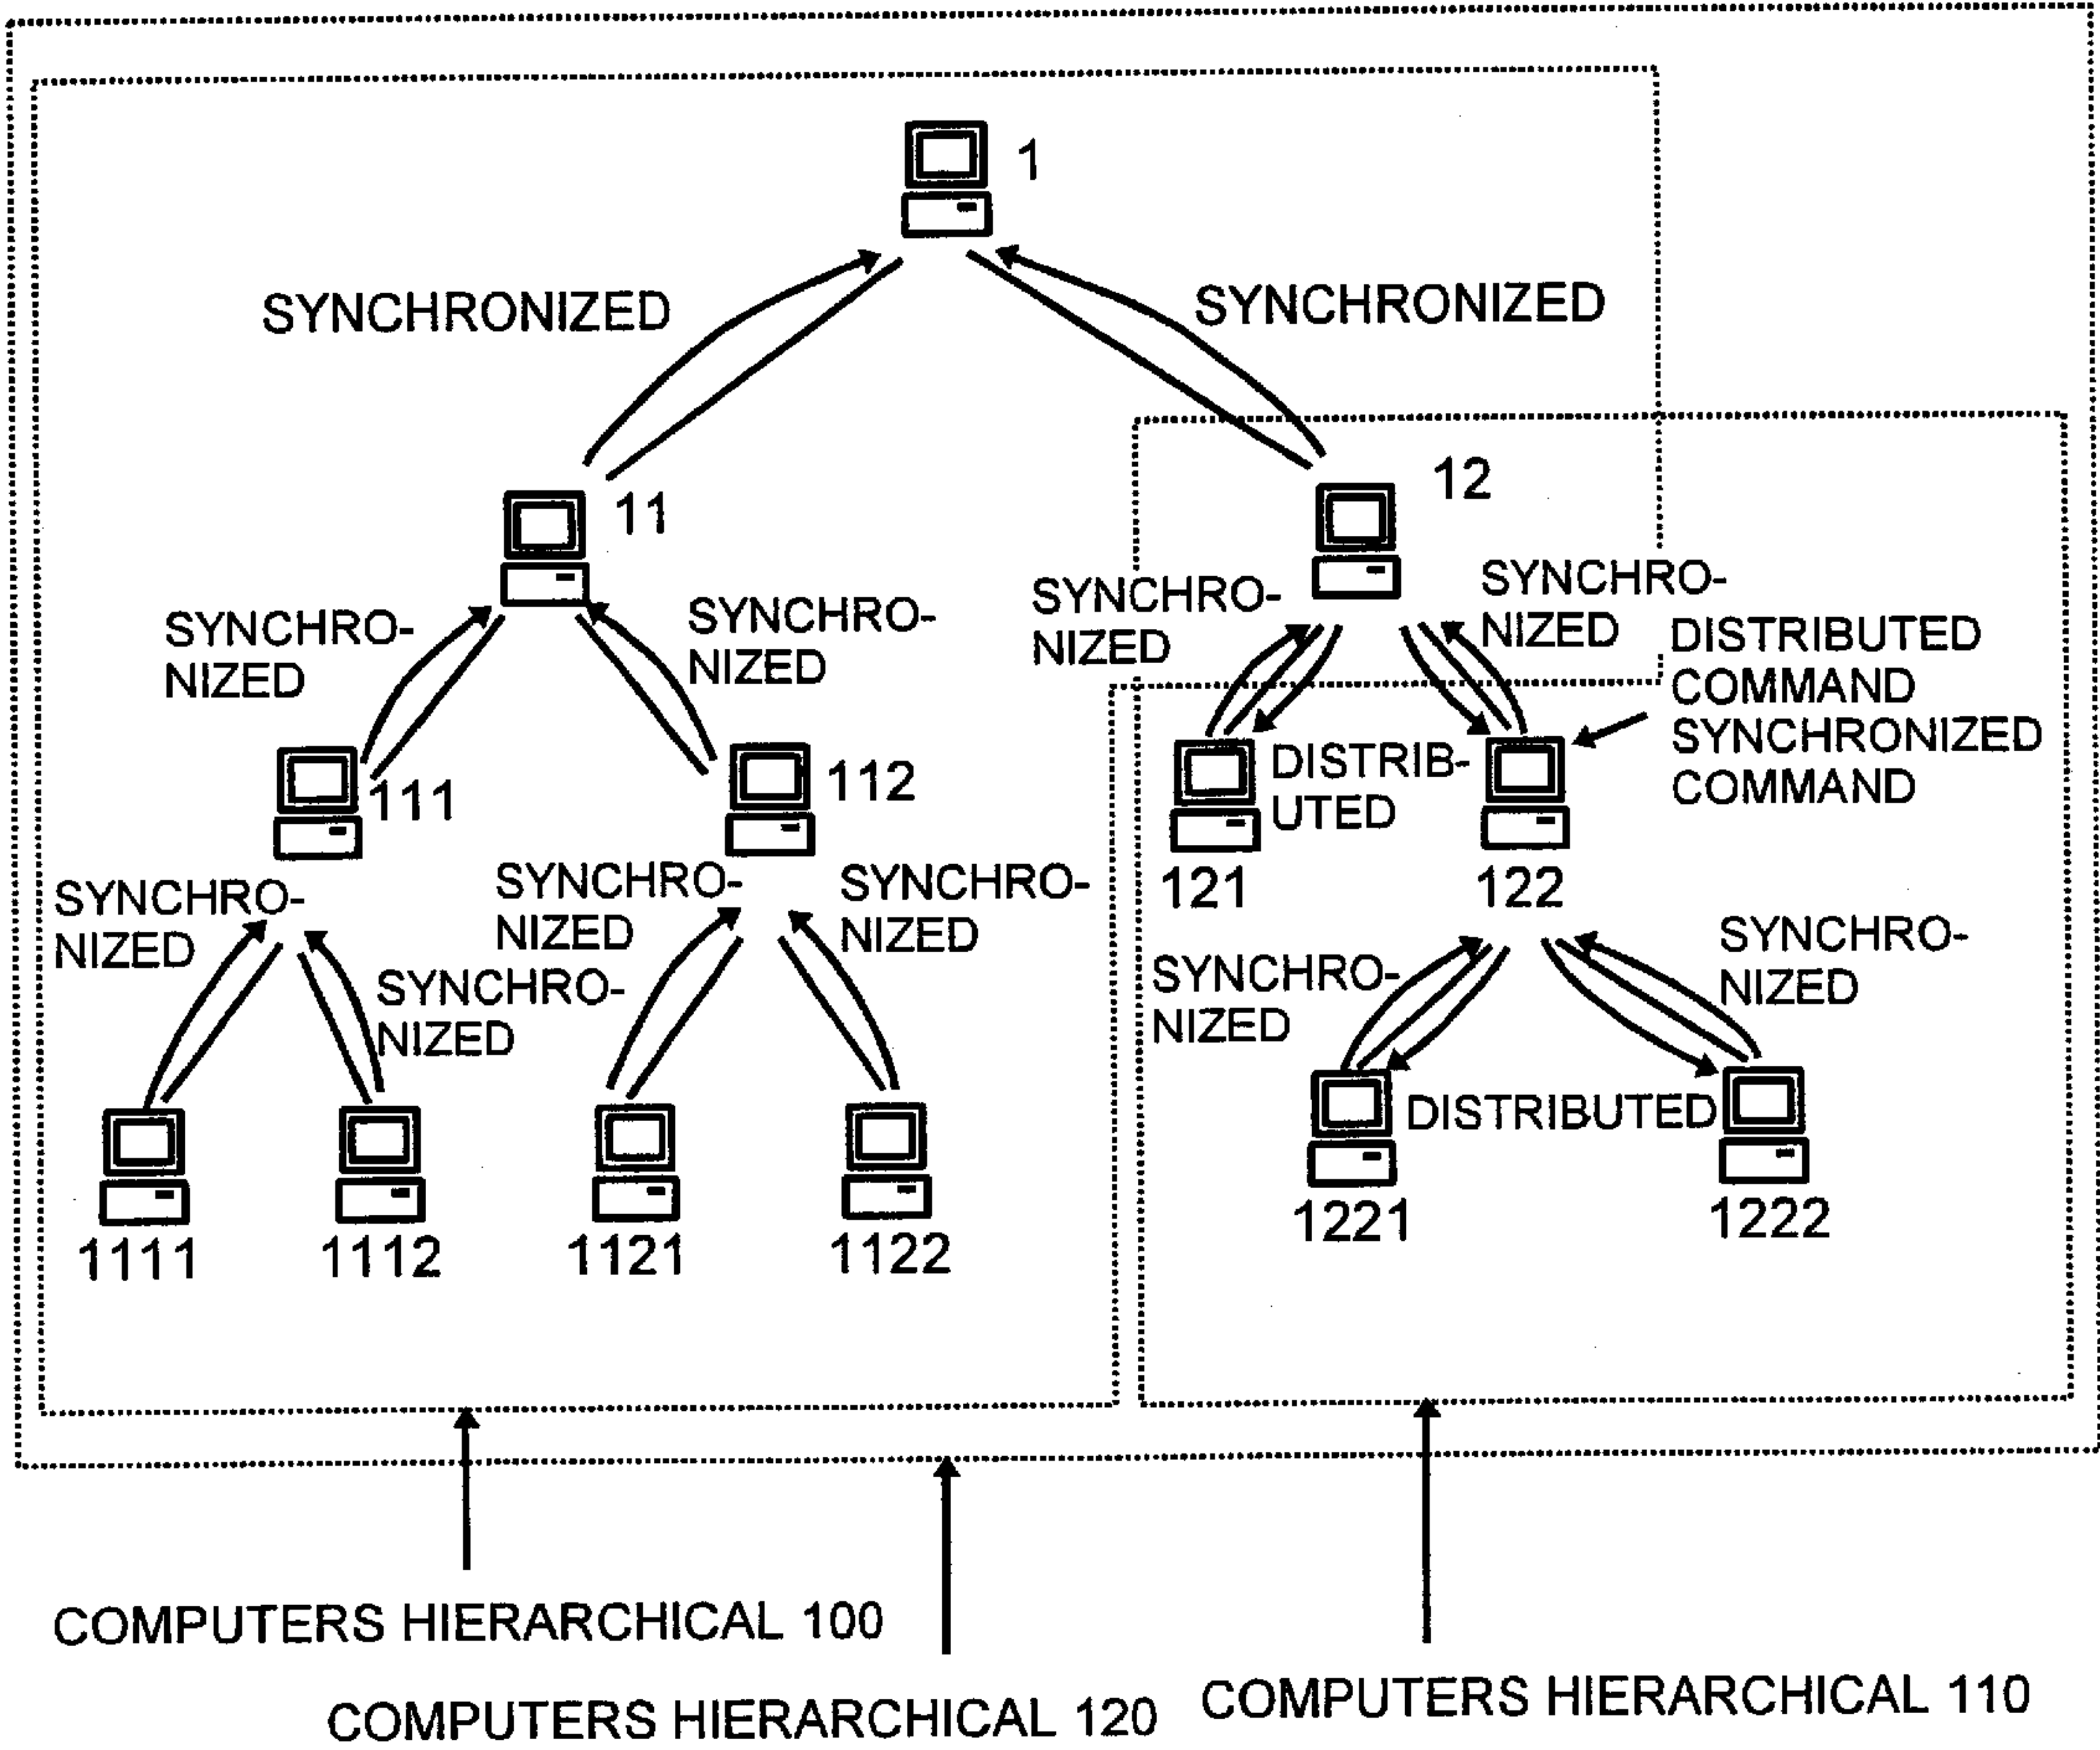 1
SYNCHRONIZED
SYNCHRONIZED
11
12
SYNCHRO-
NIZED
SYNCHRO-
NIZED
SYNCHRO-
NIZED
SYNCHRO-
NIZED
DISTRIBUTED
COMMAND
SYNCHRONIZED
COMMAND
111
112
DISTRIB-
UTED
121
122
SYNCHRO-
NIZED
SYNCHRO-
NIZED
SYNCHRO-
NIZED
SYNCHRO-
NIZED
SYNCHRO-
NIZED
SYNCHRO-
NIZED
DISTRIBUTED
1111
1112
1121
1122
1221
1222
COMPUTERS HIERARCHICAL 100
COMPUTERS HIERARCHICAL 120
COMPUTERS HIERARCHICAL 110